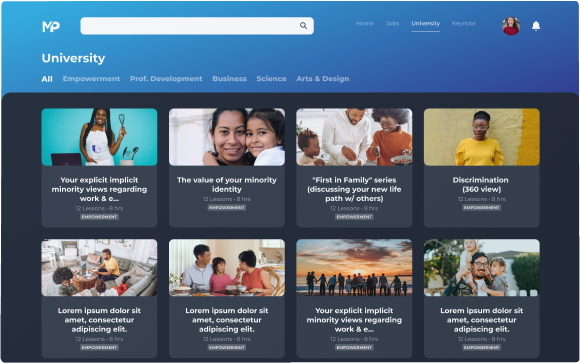 MP
Home Jobs University Keynote
University
All Empowerment Prof. Development Business Science Arts & Design
Your explicit implicit
minority views regarding
work & e...
12 Lessons • 8 hrs
EMPOWERMENT
The value of your minority
identity
12 Lessons • 8 hrs
EMPOWERMENT
"First in Family" series
(discussing your new life
path w/ others)
12 Lessons • 8 hrs
EMPOWERMENT
Discrimination
(360 view)
12 Lessons • 8 hrs
EMPOWERMENT
Lorem ipsum dolor sit
amet, consectetur
adipiscing elit.
12 Lessons • 8 hrs
EMPOWERMENT
Lorem ipsum dolor sit
amet, consectetur
adipiscing elit.
12 Lessons • 8 hrs
EMPOWERMENT
Your explicit implicit
minority views regarding
work & e...
12 Lessons • 8 hrs
EMPOWERMENT
Lorem ipsum dolor sit
amet, consectetur
adipiscing elit.
12 Lessons • 8 hrs
EMPOWERMENT